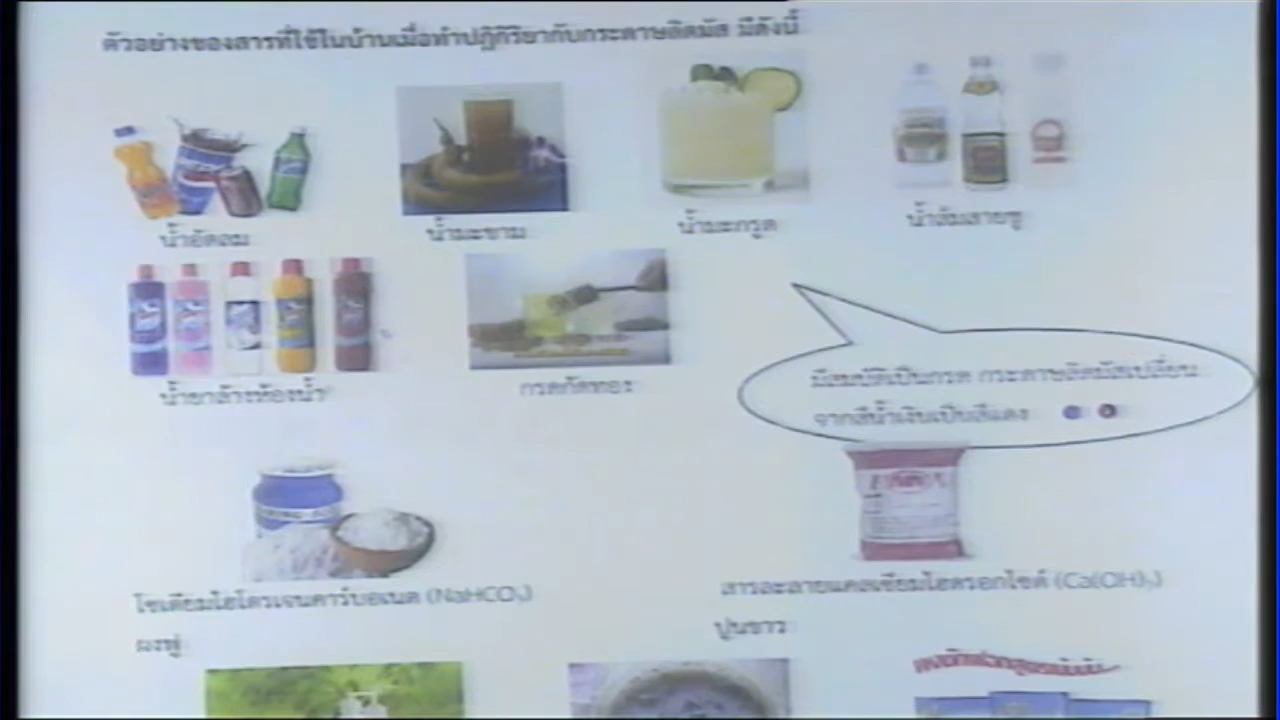 ตัวอย่างของสารที่ใช้ในบ้านเมื่อทำปฏิกิริยากับกระดาษลิตมัส มีดังนี้
น้ำอัดลม
น้ำมะขาม
น้ำมะกรูด
น้ำส้มสายชู
น้ำยาล้างห้องน้ำ
กรดกัดทอง
มีสมบัติเป็นกรด กระดาษลิตมัสเปลี่ยน
จากสีน้ำเงินเป็นสีแดง
โซเดียมไฮโดรเจนคาร์บอเนต (NaHCO₃)
ผงฟู
สารละลายแคลเซียมไฮดรอกไซด์ (Ca(OH)₂)
ปูนขาว